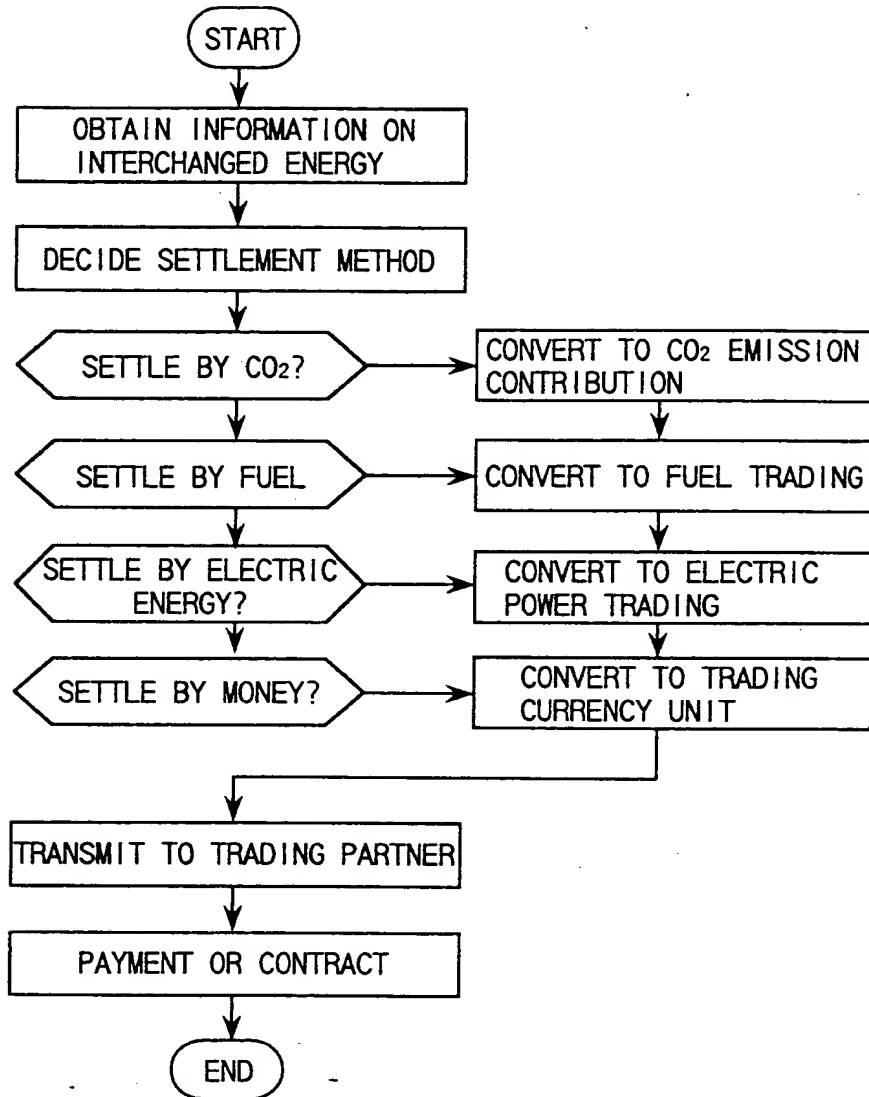 START
OBTAIN INFORMATION ON
INTERCHANGED ENERGY
DECIDE SETTLEMENT METHOD
SETTLE BY CO₂?
CONVERT TO CO₂ EMISSION
CONTRIBUTION
SETTLE BY FUEL
CONVERT TO FUEL TRADING
SETTLE BY ELECTRIC
ENERGY?
CONVERT TO ELECTRIC
POWER TRADING
SETTLE BY MONEY?
CONVERT TO TRADING
CURRENCY UNIT
TRANSMIT TO TRADING PARTNER
PAYMENT OR CONTRACT
END